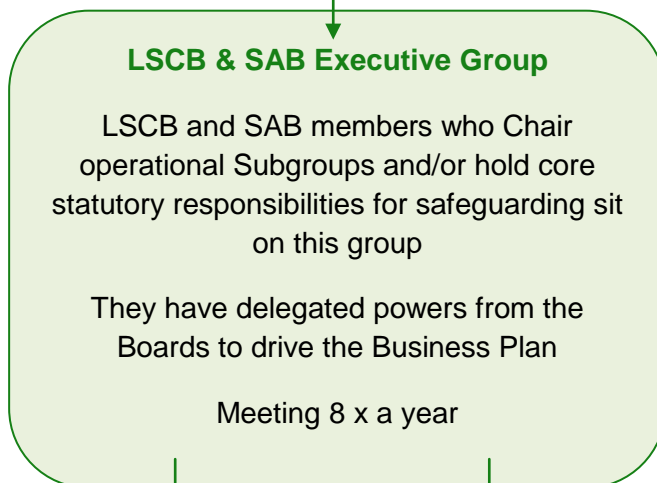 LSCB & SAB Executive Group
LSCB and SAB members who Chair
operational Subgroups and/or hold core
statutory responsibilities for safeguarding sit
on this group
They have delegated powers from the
Boards to drive the Business Plan
Meeting 8 x a year